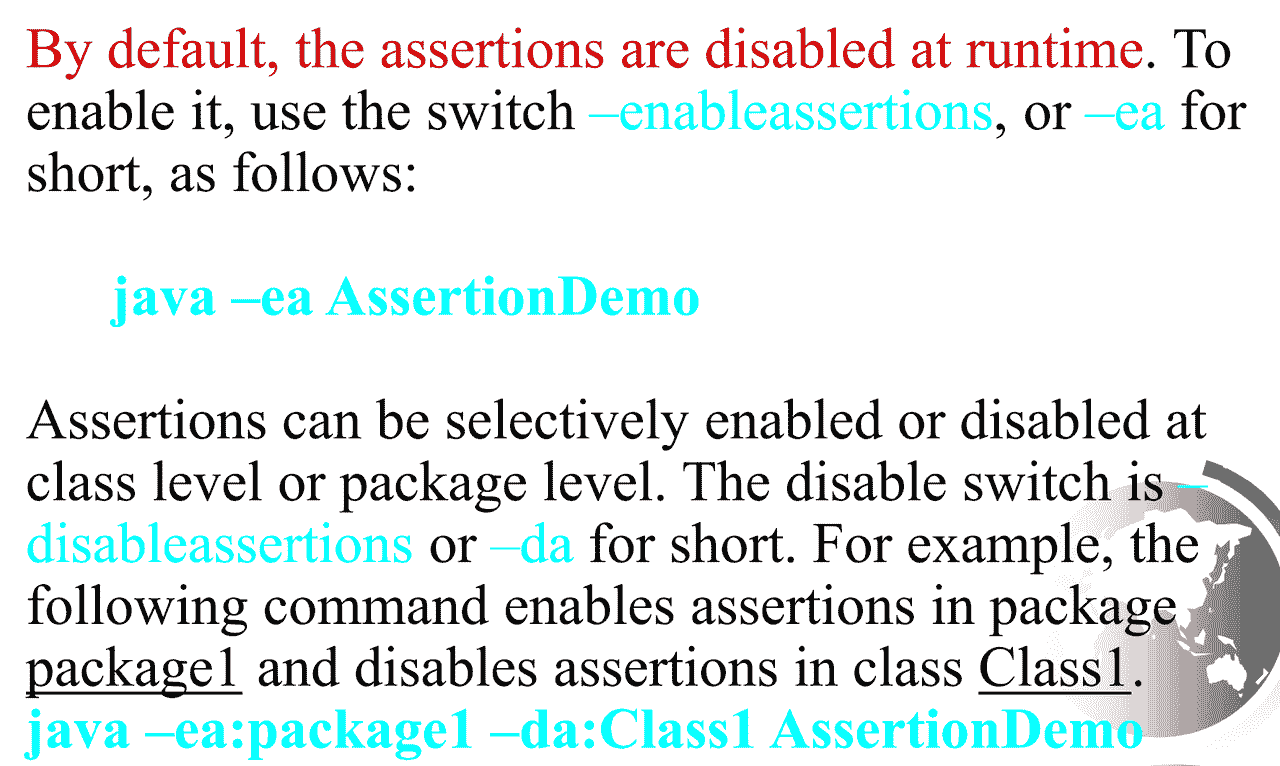 By default, the assertions are disabled at runtime. To
enable it, use the switch –enableassertions, or –ea for
short, as follows:
java –ea AssertionDemo
Assertions can be selectively enabled or disabled at
class level or package level. The disable switch is –
disableassertions or –da for short. For example, the
following command enables assertions in package
package1 and disables assertions in class Class1.
java –ea:package1 –da:Class1 AssertionDemo